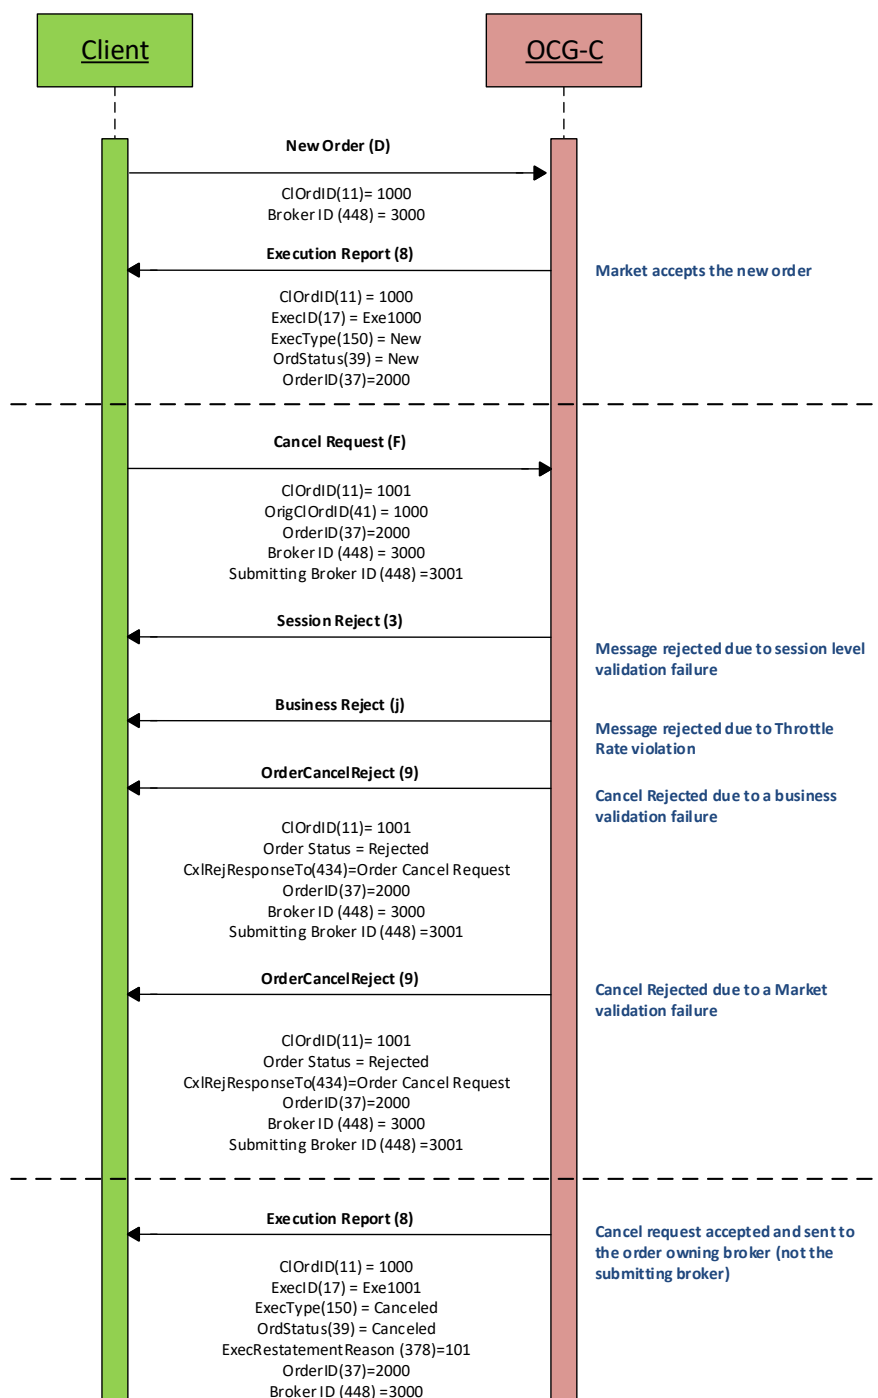 Client
OCG-C
New Order (D)
ClOrdID(11)= 1000
Broker ID (448) = 3000
Execution Report (8)
Market accepts the new order
ClOrdID(11) = 1000
ExecID(17) = Exe1000
ExecType(150) = New
OrdStatus(39) = New
OrderID(37)=2000
Cancel Request (F)
ClOrdID(11)= 1001
OrigClOrdID(41) = 1000
OrderID(37)=2000
Broker ID (448) = 3000
Submitting Broker ID (448) =3001
Session Reject (3)
Message rejected due to session level
validation failure
Business Reject (j)
Message rejected due to Throttle
Rate violation
OrderCancelReject (9)
Cancel Rejected due to a business
validation failure
ClOrdID(11)= 1001
Order Status = Rejected
CxlRejResponseTo(434)=Order Cancel Request
OrderID(37)=2000
Broker ID (448) = 3000
Submitting Broker ID (448) =3001
OrderCancelReject (9)
Cancel Rejected due to a Market
validation failure
ClOrdID(11)= 1001
Order Status = Rejected
CxlRejResponseTo(434)=Order Cancel Request
OrderID(37)=2000
Broker ID (448) = 3000
Submitting Broker ID (448) =3001
Execution Report (8)
Cancel request accepted and sent to
the order owning broker (not the
submitting broker)
ClOrdID(11) = 1000
ExecID(17) = Exe1001
ExecType(150) = Canceled
OrdStatus(39) = Canceled
ExecRestatementReason (378)=101
OrderID(37)=2000
Broker ID (448) =3000